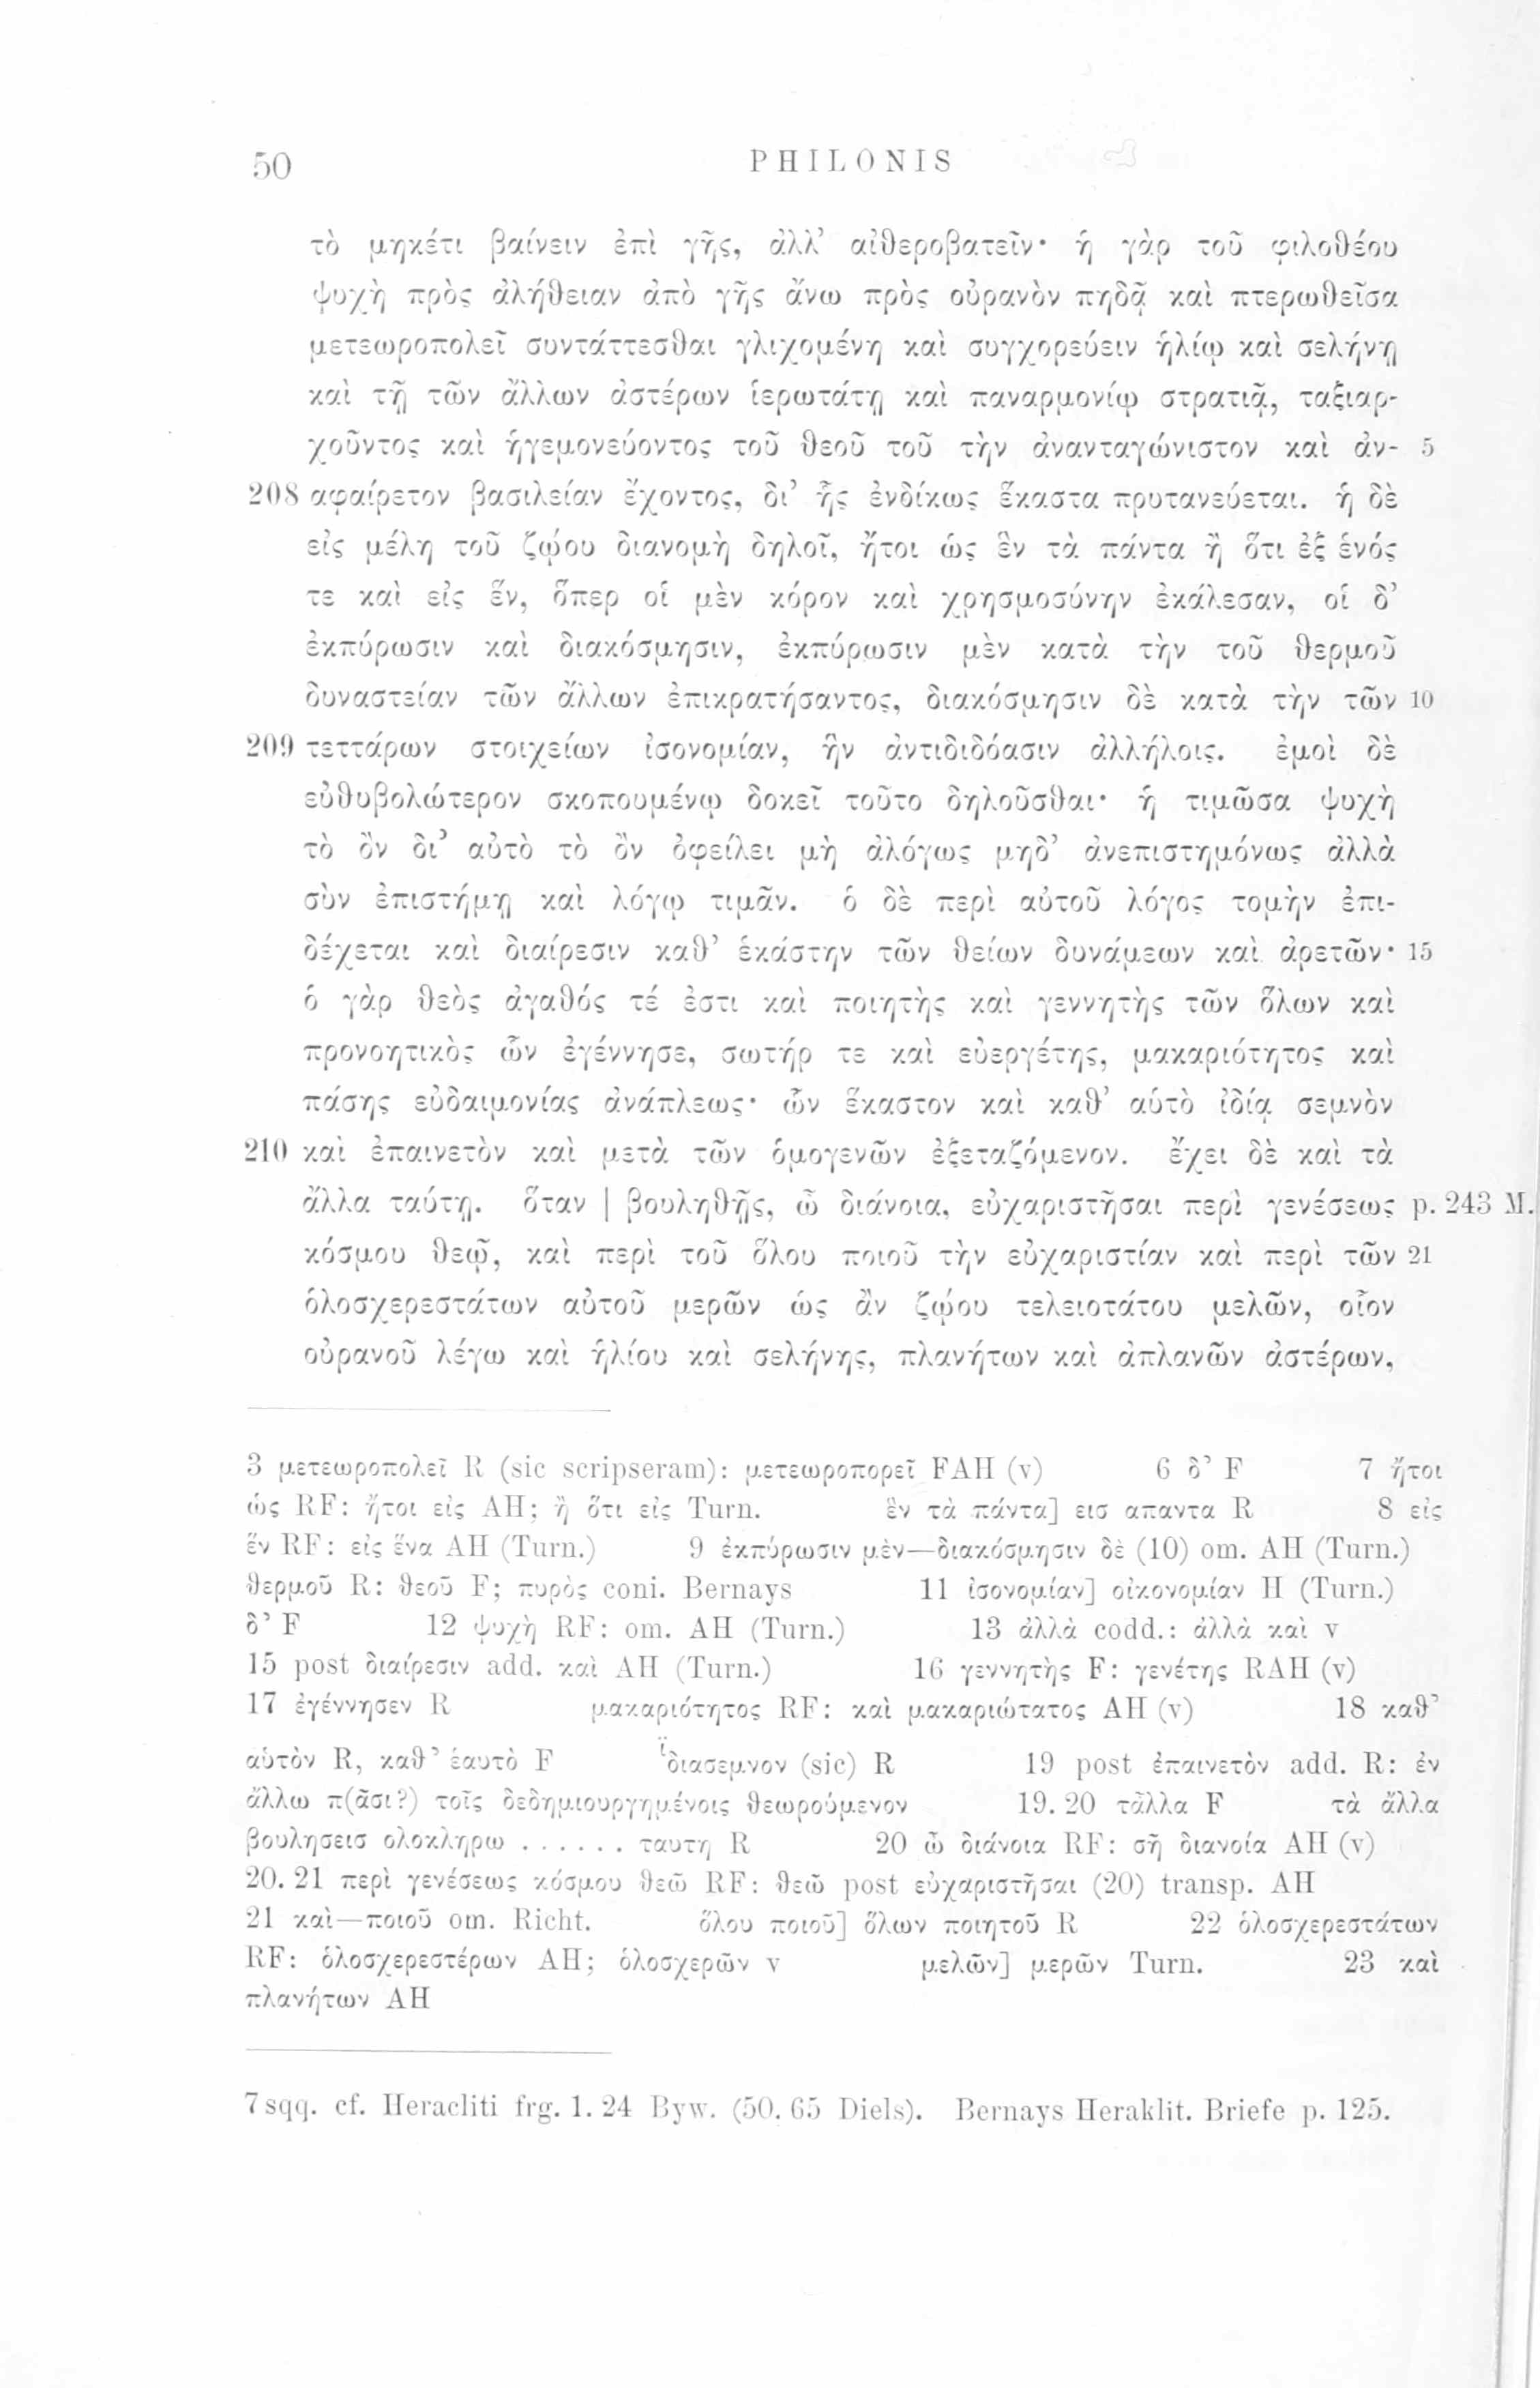 50 PHILONIS
τὸ μηκέτι βαίνειν ἐπὶ γῆς, ἀλλ’ αἰθεροβατεῖν· ἡ γὰρ τοῦ φιλοθέου
ψυχὴ πρὸς ἀλήθειαν ἀπὸ γῆς ἄνω πρὸς οὐρανὸν πηδᾷ καὶ πτερωθεῖσα
μετεωροπολεῖ συντάττεσθαι γλιχομένη καὶ συγχορεύειν ἡλίῳ καὶ σελήνῃ
καὶ τῇ τῶν ἄλλων ἀστέρων ἱερωτάτῃ καὶ παναρμονίῳ στρατιᾷ, ταξιαρ-
χοῦντος καὶ ἡγεμονεύοντος τοῦ θεοῦ τοῦ τὴν ἀνανταγώνιστον καὶ ἀν- 5
208 αφαίρετον βασιλείαν ἔχοντος, δι’ ἧς ἐνδίκως ἕκαστα πρυτανεύεται. ἡ δὲ
εἰς μέλη τοῦ ζῴου διανομὴ δηλοῖ, ἤτοι ὡς ἓν τὰ πάντα ἢ ὅτι ἐξ ἑνός
τε καὶ εἰς ἕν, ὅπερ οἱ μὲν κόρον καὶ χρησμοσύνην ἐκάλεσαν, οἱ δ’
ἐκπύρωσιν καὶ διακόσμησιν, ἐκπύρωσιν μὲν κατὰ τὴν τοῦ θερμοῦ
δυναστείαν τῶν ἄλλων ἐπικρατήσαντος, διακόσμησιν δὲ κατὰ τὴν τῶν 10
209 τεττάρων στοιχείων ἰσονομίαν, ἣν ἀντιδιδόασιν ἀλλήλοις. ἐμοὶ δὲ
εὐθυβολώτερον σκοπουμένῳ δοκεῖ τοῦτο δηλοῦσθαι· ἡ τιμῶσα ψυχὴ
τὸ ὂν δι’ αὐτὸ τὸ ὂν ὀφείλει μὴ ἀλόγως μηδ’ ἀνεπιστημόνως ἀλλὰ
σὺν ἐπιστήμῃ καὶ λόγῳ τιμᾶν. ὁ δὲ περὶ αὐτοῦ λόγος τομὴν ἐπι-
δέχεται καὶ διαίρεσιν καθ’ ἑκάστην τῶν θείων δυνάμεων καὶ ἀρετῶν· 15
ὁ γὰρ θεὸς ἀγαθός τέ ἐστι καὶ ποιητὴς καὶ γεννητὴς τῶν ὅλων καὶ
προνοητικὸς ὧν ἐγέννησε, σωτήρ τε καὶ εὐεργέτης, μακαριότητος καὶ
πάσης εὐδαιμονίας ἀνάπλεως· ὧν ἕκαστον καὶ καθ’ αὑτὸ ἰδίᾳ σεμνὸν
210 καὶ ἐπαινετὸν καὶ μετὰ τῶν ὁμογενῶν ἐξεταζόμενον. ἔχει δὲ καὶ τὰ
ἄλλα ταύτῃ. ὅταν | βουληθῇς, ὦ διάνοια, εὐχαριστῆσαι περὶ γενέσεως p. 243 M.
κόσμου θεῷ, καὶ περὶ τοῦ ὅλου ποιοῦ τὴν εὐχαριστίαν καὶ περὶ τῶν 21
ὁλοσχερεστάτων αὐτοῦ μερῶν ὡς ἂν ζῴου τελειοτάτου μελῶν, οἷον
οὐρανοῦ λέγω καὶ ἡλίου καὶ σελήνης, πλανήτων καὶ ἀπλανῶν ἀστέρων,
3 μετεωροπολεῖ R (sic scripseram): μετεωροπορεῖ FAH (v) 6 δ’ F 7 ἤτοι
ὡς RF: ἤτοι εἰς AH; ἢ ὅτι εἰς Turn. ἓν τὰ πάντα] εισ απαντα R 8 εἰς
ἕν RF: εἰς ἕνα AH (Turn.) 9 ἐκπύρωσιν μὲν—διακόσμησιν δὲ (10) om. AH (Turn.)
θερμοῦ R: θεοῦ F; πυρὸς coni. Bernays 11 ἰσονομίαν] οἰκονομίαν H (Turn.)
δ’ F 12 ψυχὴ RF: om. AH (Turn.) 13 ἀλλὰ codd.: ἀλλὰ καὶ v
15 post διαίρεσιν add. καὶ AH (Turn.) 16 γεννητὴς F: γενέτης RAH (v)
17 ἐγέννησεν R μακαριότητος RF: καὶ μακαριώτατος AH (v) 18 καθ’
αὑτὸν R, καθ’ ἑαυτὸ F ϊδιασεμνον (sic) R 19 post ἐπαινετὸν add. R: ἐν
ἄλλω π(ᾶσι?) τοῖς δεδημιουργημένοις θεωρούμενον 19. 20 τἄλλα F τὰ ἄλλα
βουλησεισ ολοκληρω ...... ταυτη R 20 ὦ διάνοια RF: σῇ διανοίᾳ AH (v)
20. 21 περὶ γενέσεως κόσμου θεῶ RF: θεῶ post εὐχαριστῆσαι (20) transp. AH
21 καὶ—ποιοῦ om. Richt. ὅλου ποιοῦ] ὅλων ποιητοῦ R 22 ὁλοσχερεστάτων
RF: ὁλοσχερεστέρων AH; ὁλοσχερῶν v μελῶν] μερῶν Turn. 23 καὶ
πλανήτων AH
7 sqq. cf. Heracliti frg. 1. 24 Byw. (50. 65 Diels). Bernays Heraklit. Briefe p. 125.